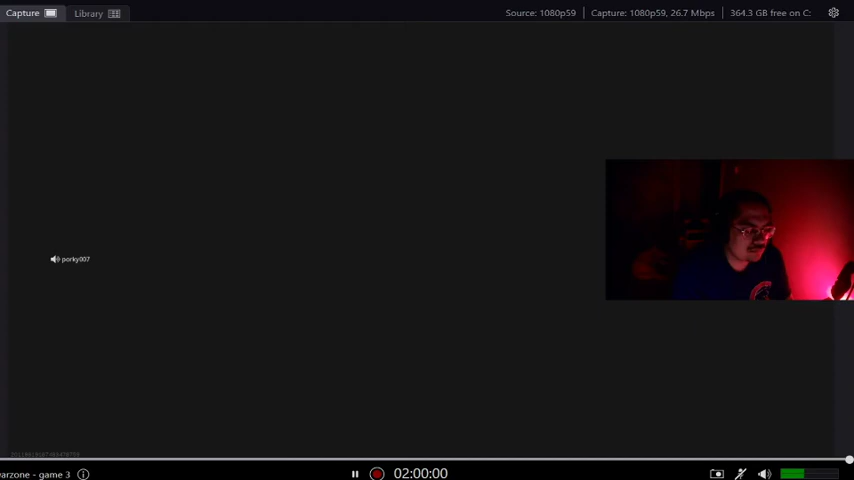 Capture
Library
Source: 1080p59
Capture: 1080p59, 26.7 Mbps
364.3 GB free on C:
porky007
arzone - game 3
02:00:00